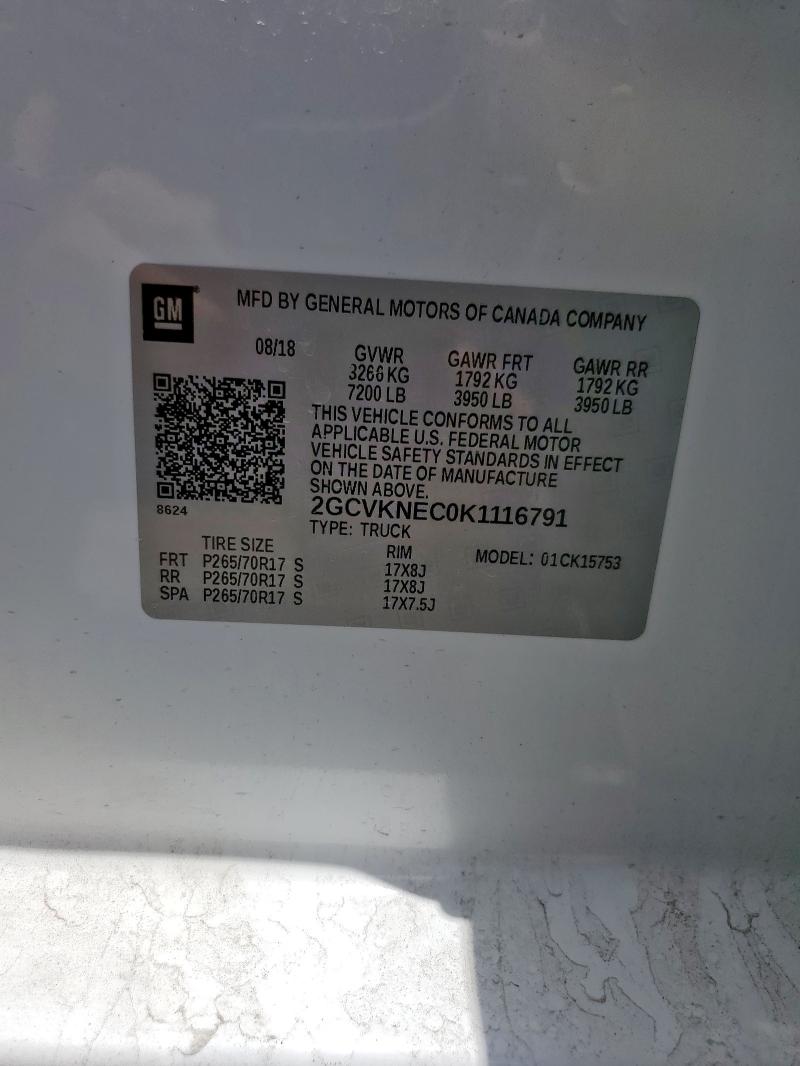 GM
MFD BY GENERAL MOTORS OF CANADA COMPANY
08/18
GVWR GAWR FRT GAWR RR
3266 KG 1792 KG 1792 KG
7200 LB 3950 LB 3950 LB
THIS VEHICLE CONFORMS TO ALL
APPLICABLE U.S. FEDERAL MOTOR
VEHICLE SAFETY STANDARDS IN EFFECT
ON THE DATE OF MANUFACTURE
SHOWN ABOVE.
8624
2GCVKNEC0K1116791
TYPE: TRUCK
TIRE SIZE RIM MODEL: 01CK15753
FRT P265/70R17 S 17X8J
RR P265/70R17 S 17X8J
SPA P265/70R17 S 17X7.5J